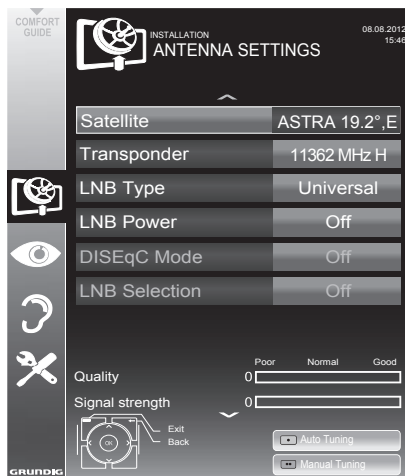 COMFORT
GUIDE
INSTALLATION
ANTENNA SETTINGS
08.08.2012
15:46
Satellite ASTRA 19.2°,E
Transponder 11362 MHz H
LNB Type Universal
LNB Power Off
DISEqC Mode Off
LNB Selection Off
Poor Normal Good
Quality 0
Signal strength 0
Exit
Back
OK
Auto Tuning
Manual Tuning
GRUNDIG